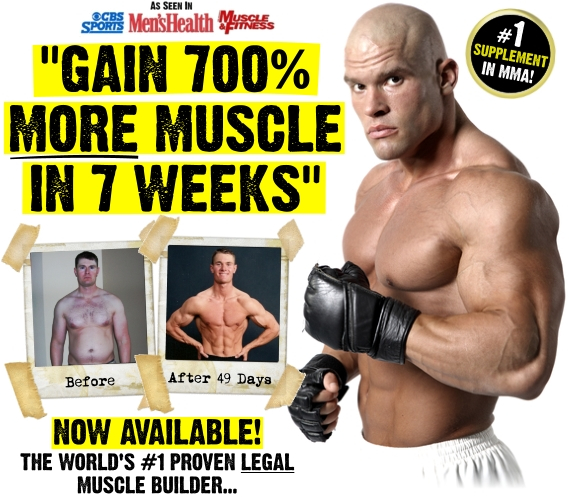 As Seen In
CBS SPORTS
Men'sHealth
MUSCLE &FITNESS
"GAIN 700%
MORE MUSCLE
IN 7 WEEKS"
#1
SUPPLEMENT
IN MMA!
Before
After 49 Days
NOW AVAILABLE!
THE WORLD'S #1 PROVEN LEGAL
MUSCLE BUILDER...